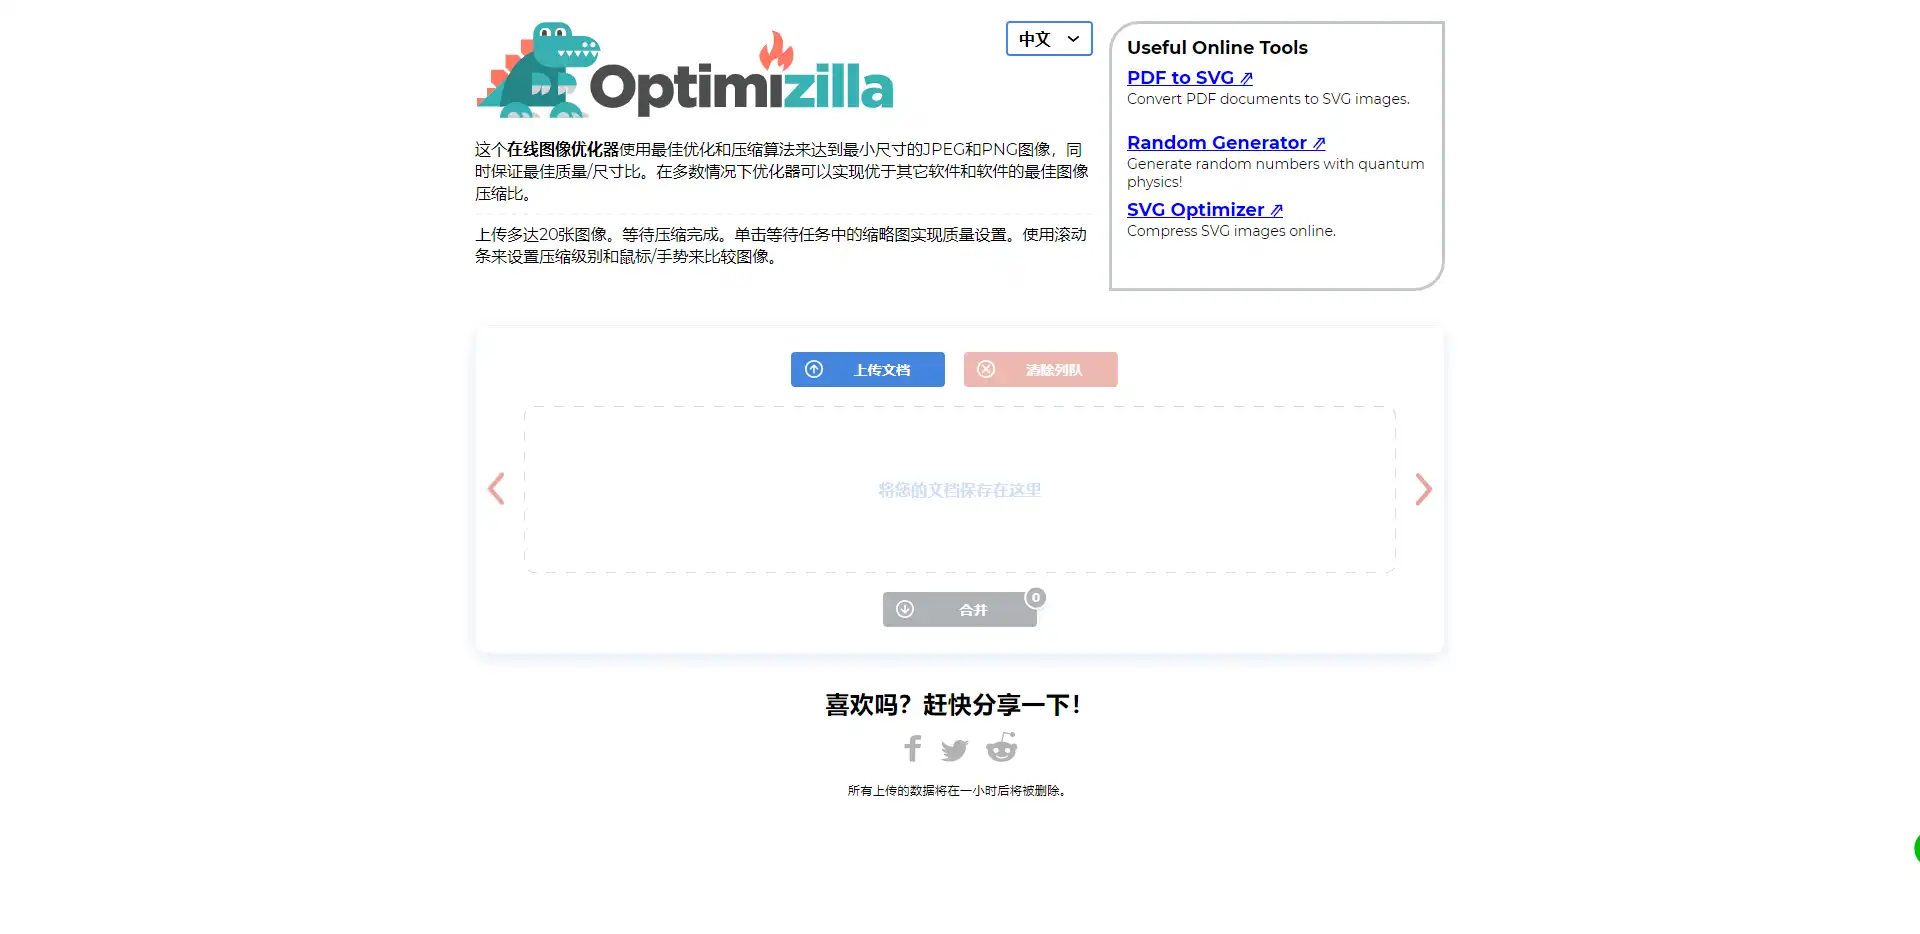 Optimizilla
中文
这个在线图像优化器使用最佳优化和压缩算法来达到最小尺寸的JPEG和PNG图像，同
时保证最佳质量/尺寸比。在多数情况下优化器可以实现优于其它软件和软件的最佳图像
压缩比。
上传多达20张图像。等待压缩完成。单击等待任务中的缩略图实现质量设置。使用滚动
条来设置压缩级别和鼠标/手势来比较图像。
Useful Online Tools
PDF to SVG ⇗
Convert PDF documents to SVG images.
Random Generator ⇗
Generate random numbers with quantum
physics!
SVG Optimizer ⇗
Compress SVG images online.
上传文档
清除列队
将您的文档保存在这里
合并
0
喜欢吗？赶快分享一下！
所有上传的数据将在一小时后将被删除。